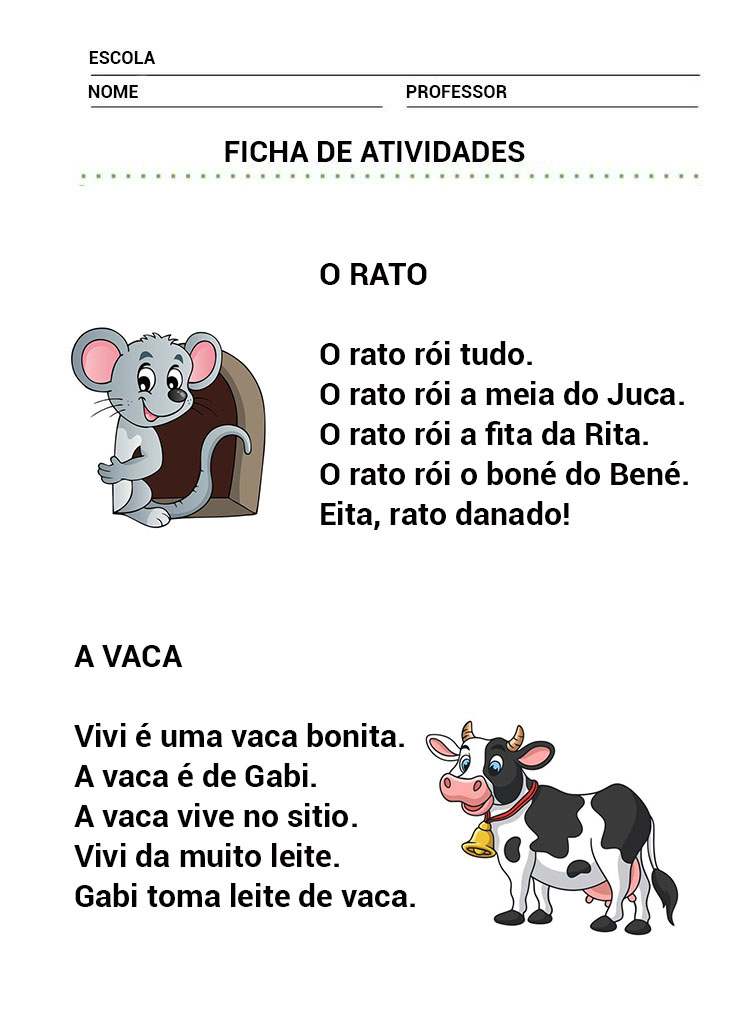 ESCOLA
NOME PROFESSOR
FICHA DE ATIVIDADES
O RATO
O rato rói tudo.
O rato rói a meia do Juca.
O rato rói a fita da Rita.
O rato rói o boné do Bené.
Eita, rato danado!
A VACA
Vivi é uma vaca bonita.
A vaca é de Gabi.
A vaca vive no sitio.
Vivi da muito leite.
Gabi toma leite de vaca.